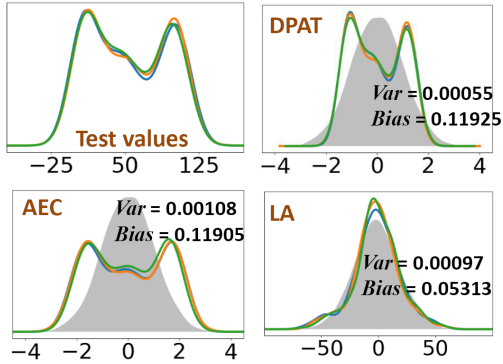 Test values
−25 50 125
DPAT
Var = 0.00055
Bias = 0.11925
−4 −2 0 2 4
AEC
Var = 0.00108
Bias = 0.11905
−4 −2 0 2 4
LA
Var = 0.00097
Bias = 0.05313
−50 0 50